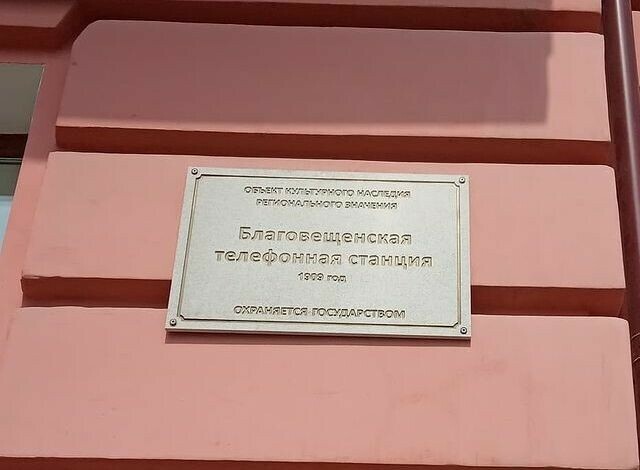 ОБЪЕКТ КУЛЬТУРНОГО НАСЛЕДИЯ
РЕГИОНАЛЬНОГО ЗНАЧЕНИЯ
Благовещенская
телефонная станция
1909 год
ОХРАНЯЕТСЯ ГОСУДАРСТВОМ